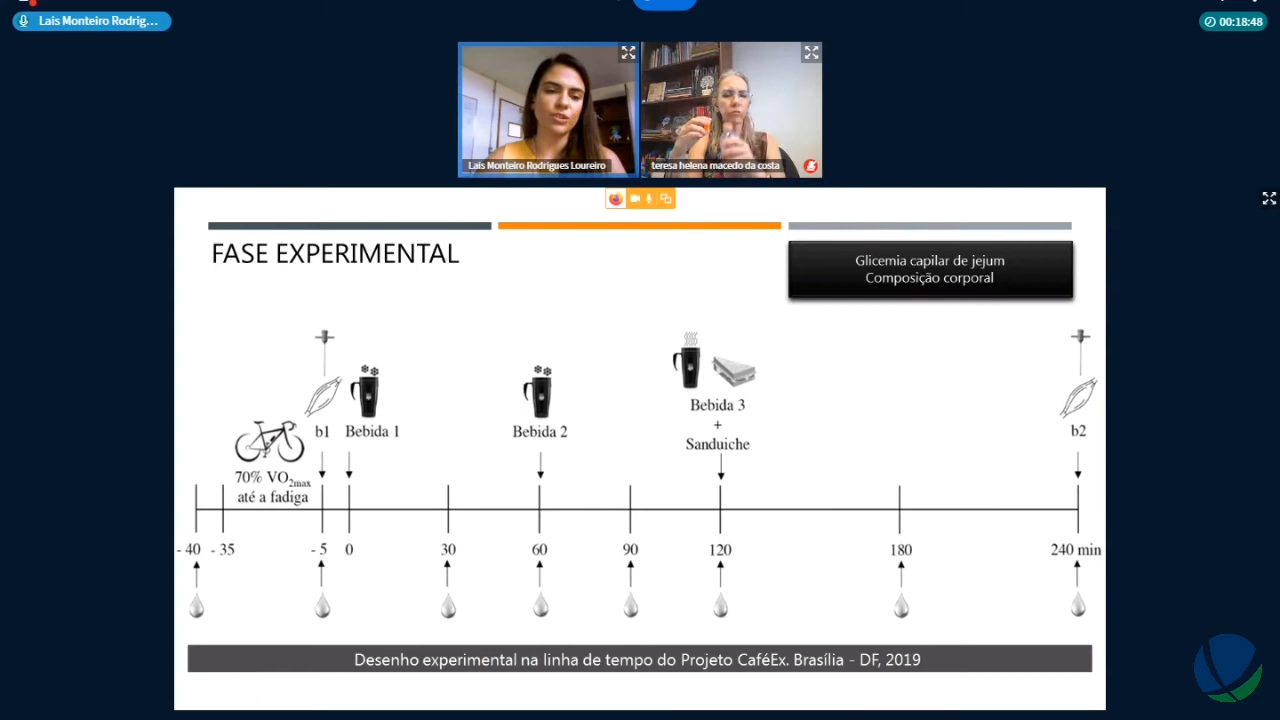 Lais Monteiro Rodrig...
00:18:48
Lais Monteiro Rodrigues Loureiro
teresa helena macedo da costa
FASE EXPERIMENTAL
Glicemia capilar de jejum
Composição corporal
b1
Bebida 1
Bebida 2
Bebida 3
+
Sanduiche
b2
70% VO2max
até a fadiga
- 40
- 35
- 5
0
30
60
90
120
180
240 min
Desenho experimental na linha de tempo do Projeto CaféEx. Brasília - DF, 2019